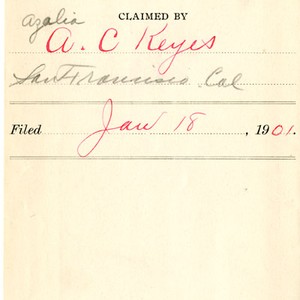 azalia
CLAIMED BY
A. C Keyes
San Francisco Cal
Filed Jan 18, 1901.